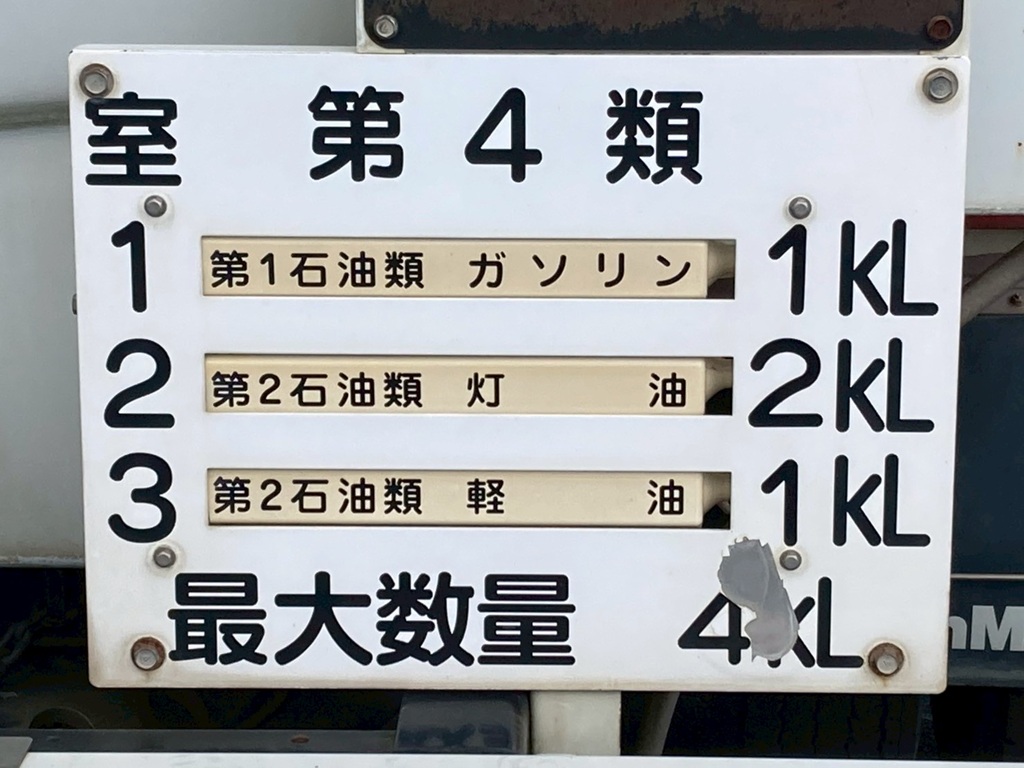 室 第4類
1 第1石油類 ガソリン 1kL
2 第2石油類 灯油 2kL
3 第2石油類 軽油 1kL
最大数量 4kL